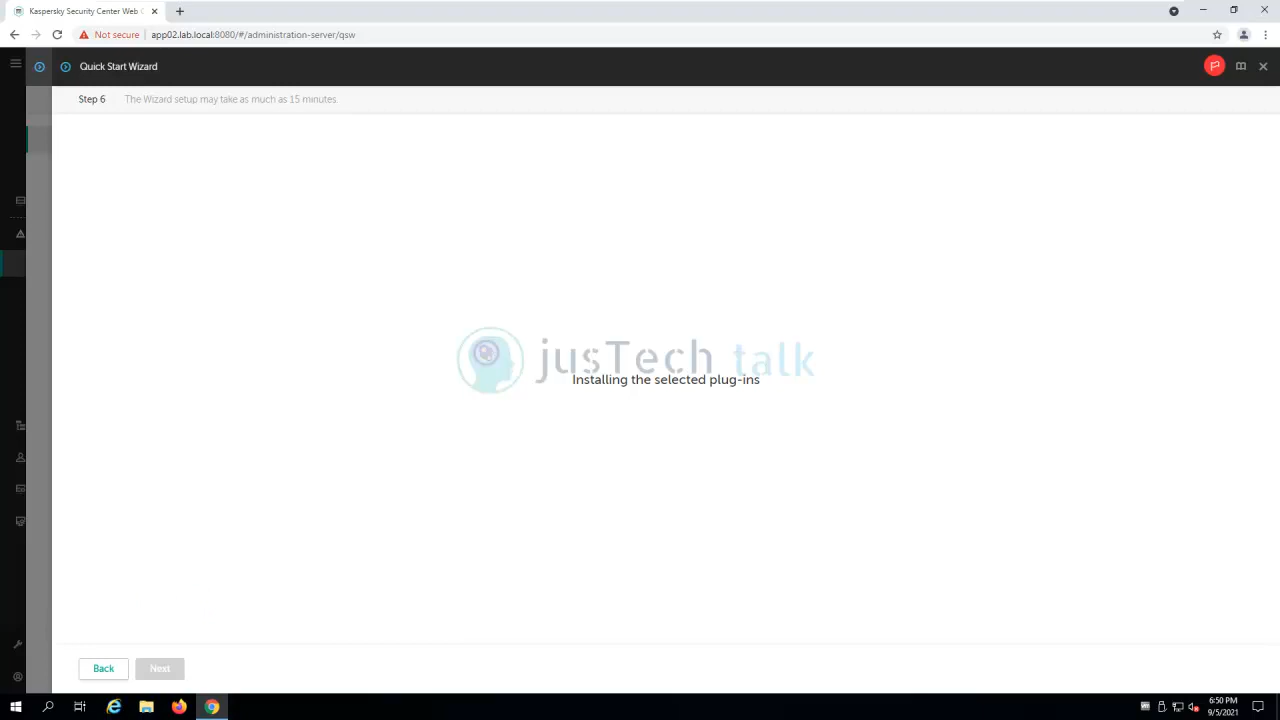 Kaspersky Security Center Web C
Not secure
app02.lab.local:8080/#/administration-server/qsw
Quick Start Wizard
Step 6
The Wizard setup may take as much as 15 minutes.
jusTech talk
Installing the selected plug-ins
Back
Next
6:50 PM
9/5/2021